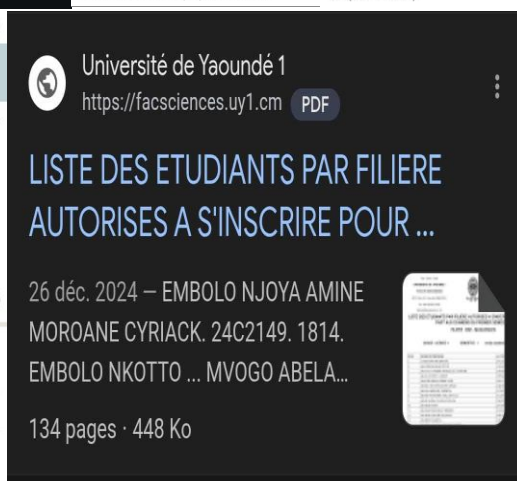 Université de Yaoundé 1
https://facsciences.uy1.cm PDF
LISTE DES ETUDIANTS PAR FILIERE
AUTORISES A S'INSCRIRE POUR ...
26 déc. 2024 — EMBOLO NJOYA AMINE
MOROANE CYRIACK. 24C2149. 1814.
EMBOLO NKOTTO ... MVOGO ABELA...
134 pages · 448 Ko